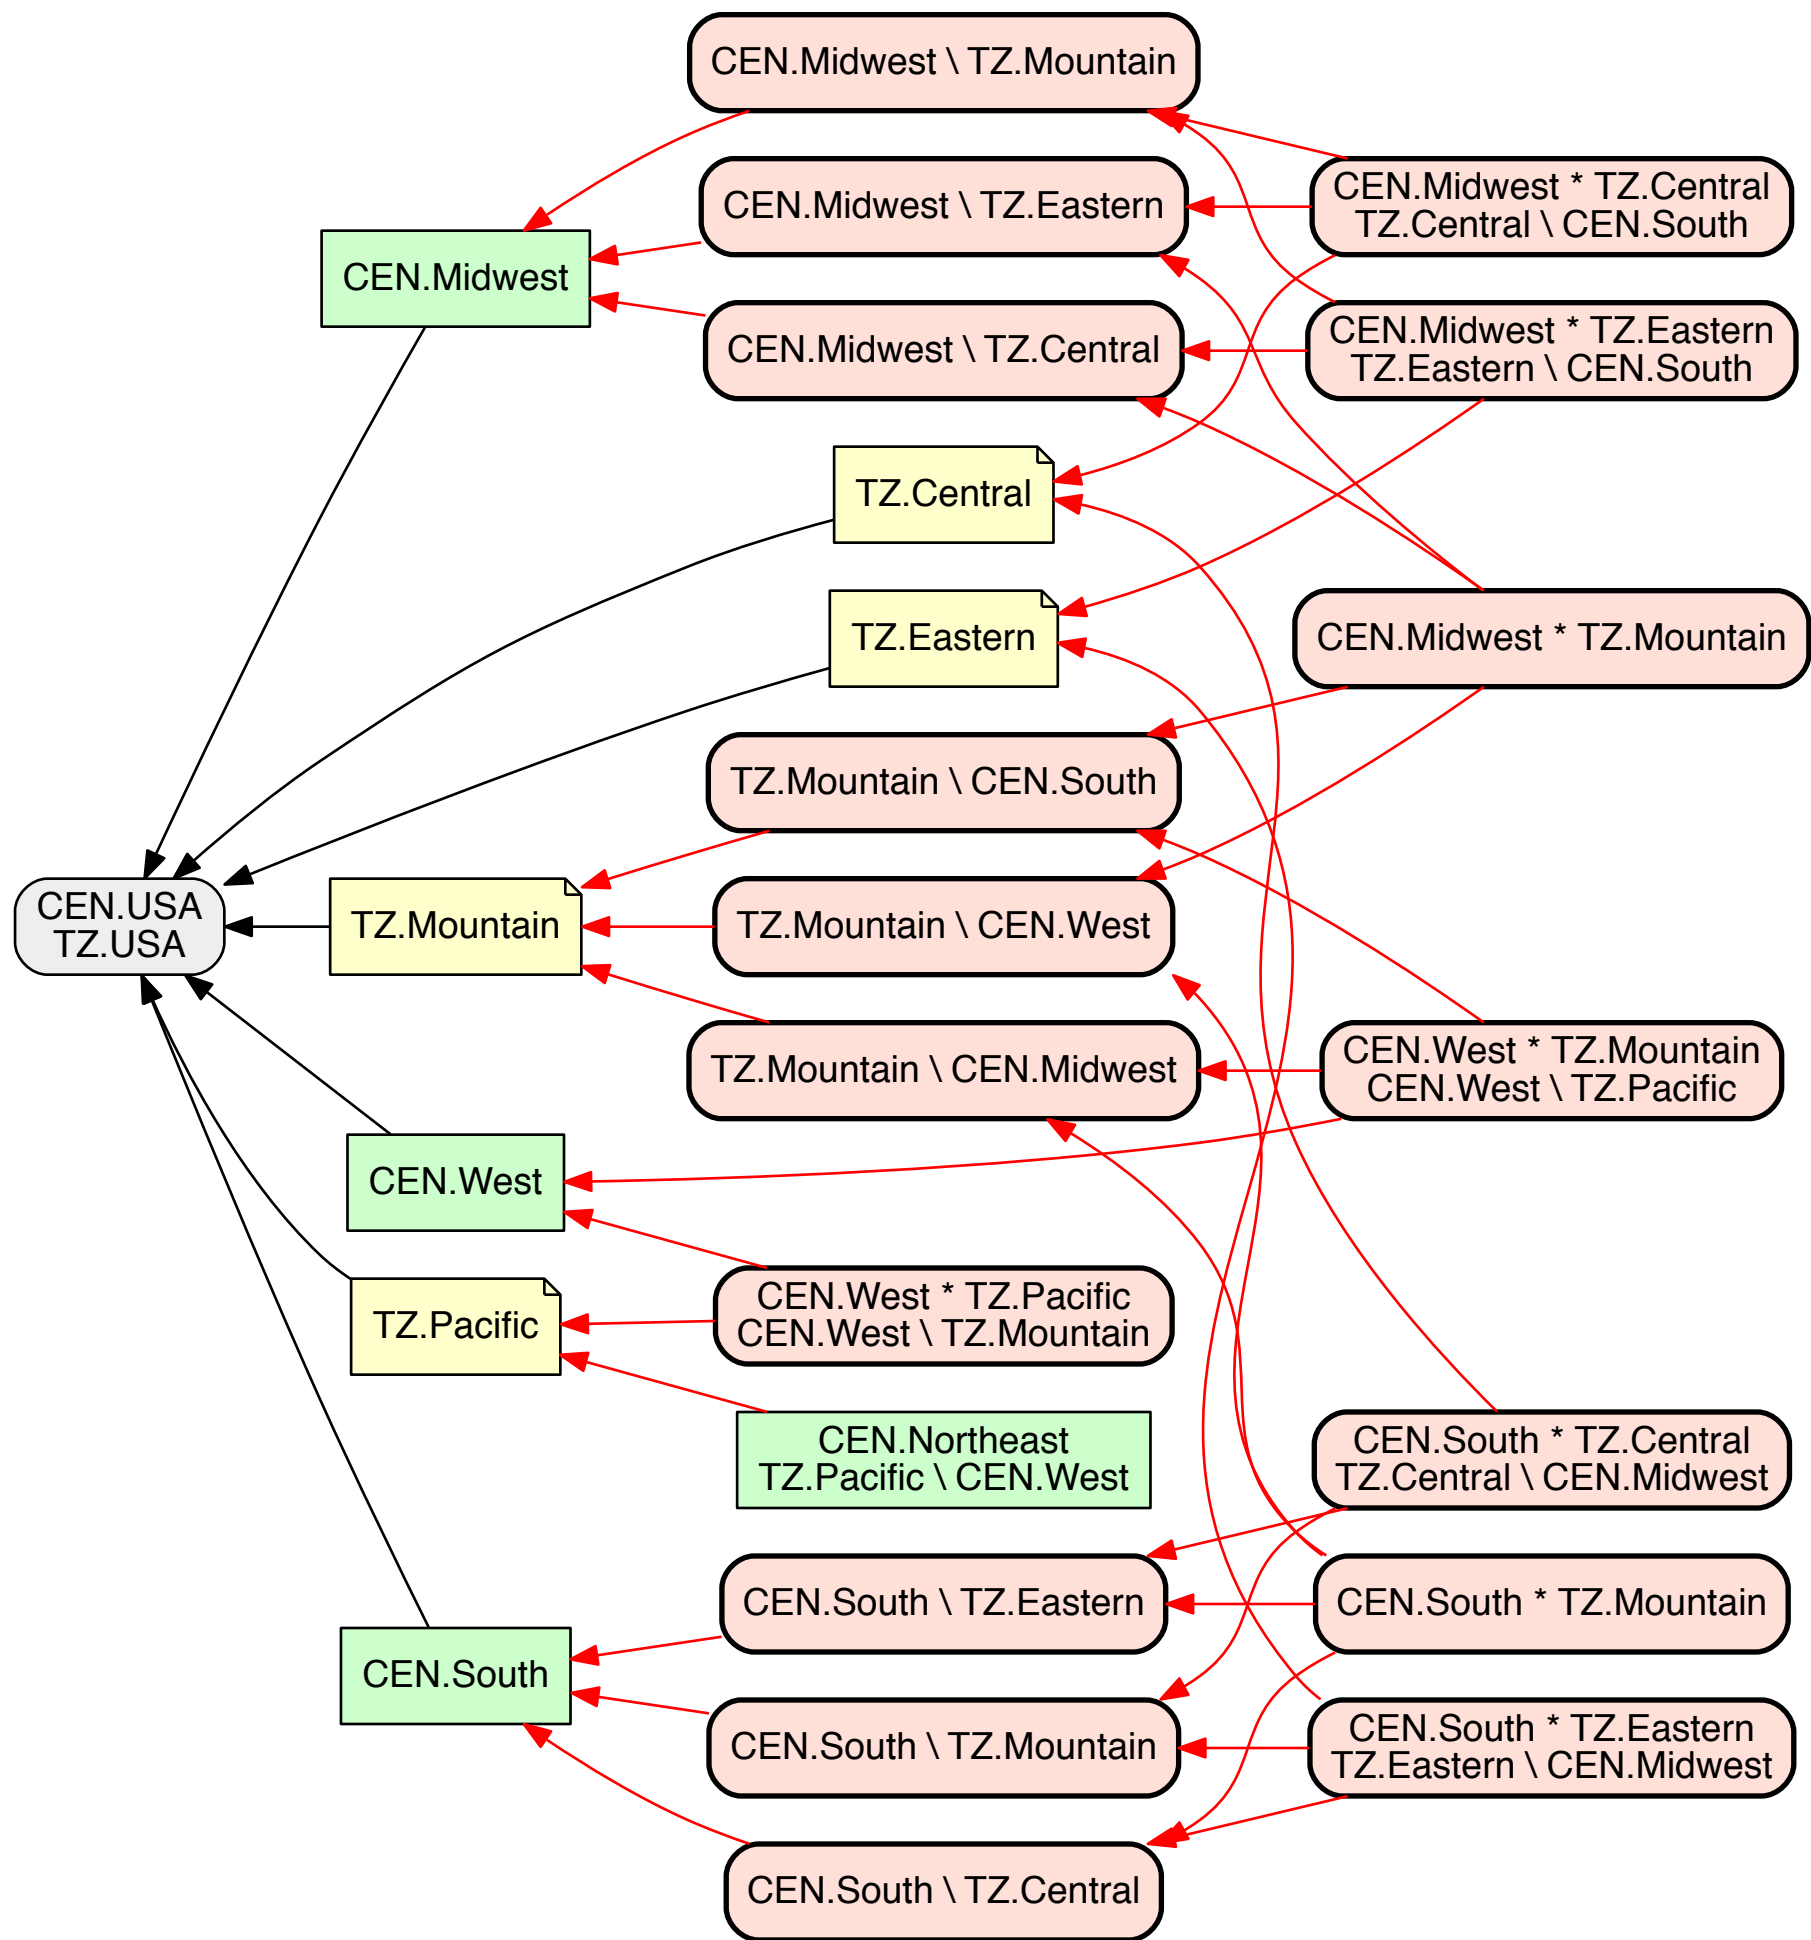 CEN.Midwest \ TZ.Mountain
CEN.Midwest \ TZ.Eastern
CEN.Midwest * TZ.Central
TZ.Central \ CEN.South
CEN.Midwest
CEN.Midwest \ TZ.Central
CEN.Midwest * TZ.Eastern
TZ.Eastern \ CEN.South
TZ.Central
TZ.Eastern
CEN.Midwest * TZ.Mountain
TZ.Mountain \ CEN.South
CEN.USA
TZ.USA
TZ.Mountain
TZ.Mountain \ CEN.West
TZ.Mountain \ CEN.Midwest
CEN.West * TZ.Mountain
CEN.West \ TZ.Pacific
CEN.West
CEN.West * TZ.Pacific
CEN.West \ TZ.Mountain
TZ.Pacific
CEN.Northeast
TZ.Pacific \ CEN.West
CEN.South * TZ.Central
TZ.Central \ CEN.Midwest
CEN.South \ TZ.Eastern
CEN.South * TZ.Mountain
CEN.South
CEN.South \ TZ.Mountain
CEN.South * TZ.Eastern
TZ.Eastern \ CEN.Midwest
CEN.South \ TZ.Central